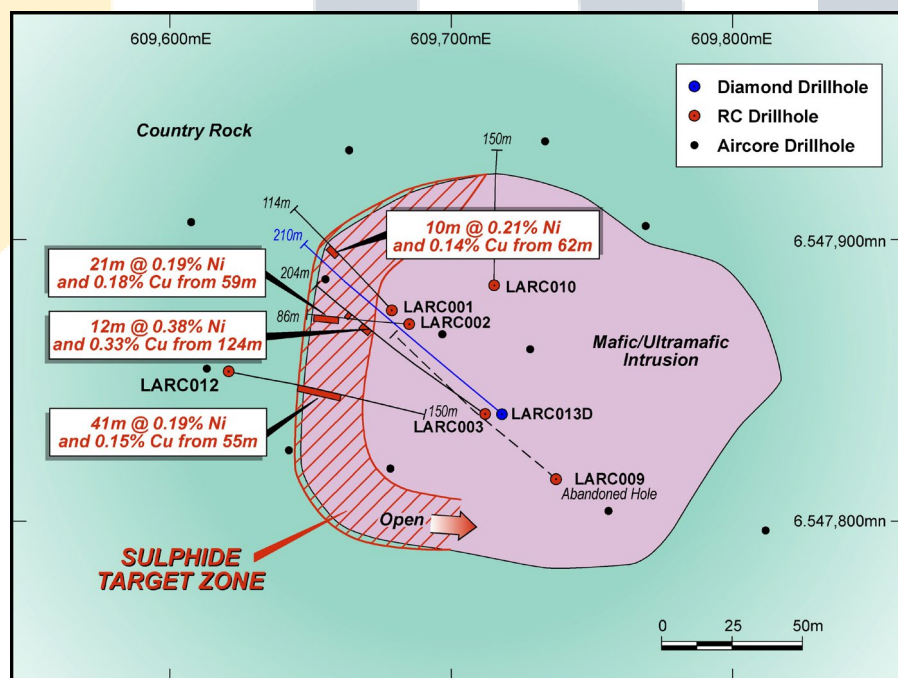 609,600mE
609,700mE
609,800mE
Diamond Drillhole
RC Drillhole
Aircore Drillhole
Country Rock
150m
114m
210m
204m
86m
10m @ 0.21% Ni
and 0.14% Cu from 62m
6.547,900mn
21m @ 0.19% Ni
and 0.18% Cu from 59m
LARC010
LARC001
LARC002
12m @ 0.38% Ni
and 0.33% Cu from 124m
Mafic/Ultramafic
Intrusion
LARC012
150m
LARC003
LARC013D
41m @ 0.19% Ni
and 0.15% Cu from 55m
LARC009
Abandoned Hole
Open
6.547,800mn
SULPHIDE
TARGET ZONE
0 25 50m